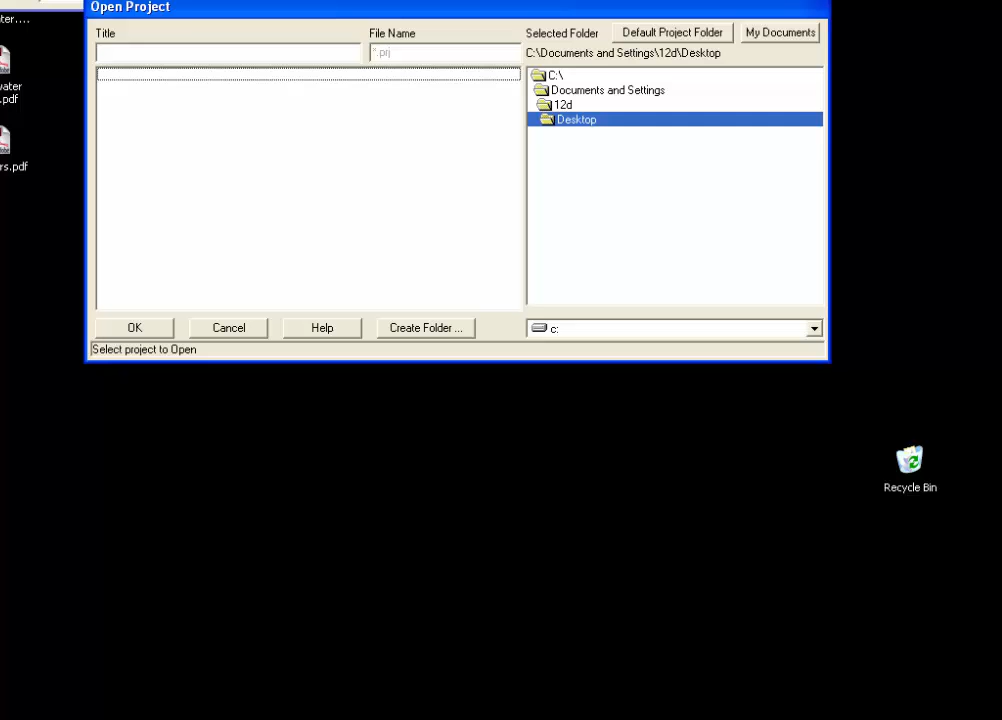 Open Project
ter....
Title
File Name
Selected Folder
Default Project Folder
My Documents
*.prj
C:\Documents and Settings\12d\Desktop
C:\
Documents and Settings
12d
Desktop
vater
.pdf
rs.pdf
OK
Cancel
Help
Create Folder ...
c:
Select project to Open
Recycle Bin